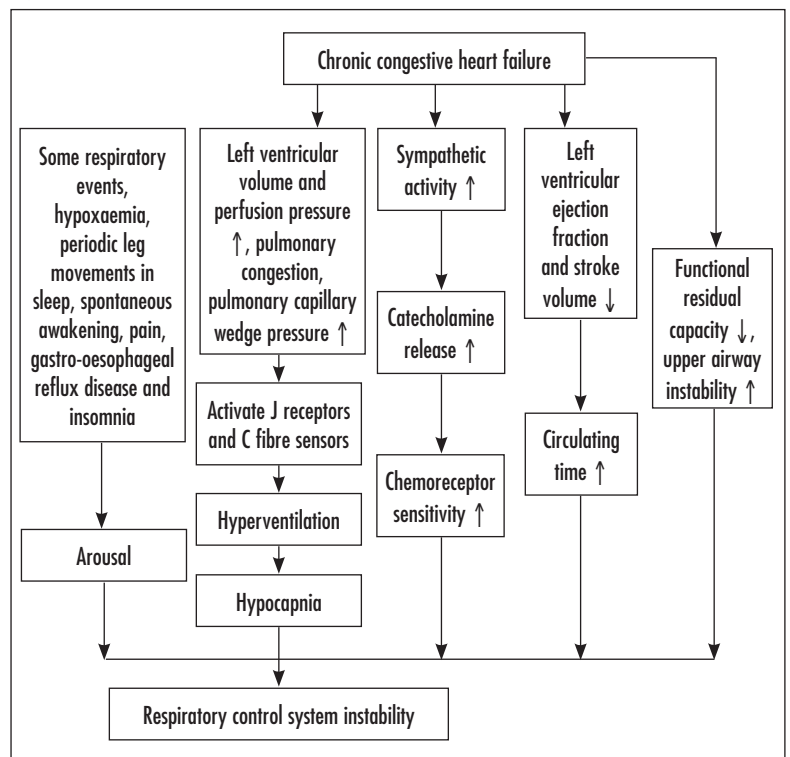 Chronic congestive heart failure
Some respiratory
events,
hypoxaemia,
periodic leg
movements in
sleep, spontaneous
awakening, pain,
gastro-oesophageal
reflux disease and
insomnia
Arousal
Left ventricular
volume and
perfusion pressure
↑, pulmonary
congestion,
pulmonary capillary
wedge pressure ↑
Activate J receptors
and C fibre sensors
Hyperventilation
Hypocapnia
Sympathetic
activity ↑
Catecholamine
release ↑
Chemoreceptor
sensitivity ↑
Left
ventricular
ejection
fraction
and stroke
volume ↓
Circulating
time ↑
Functional
residual
capacity ↓,
upper airway
instability ↑
Respiratory control system instability